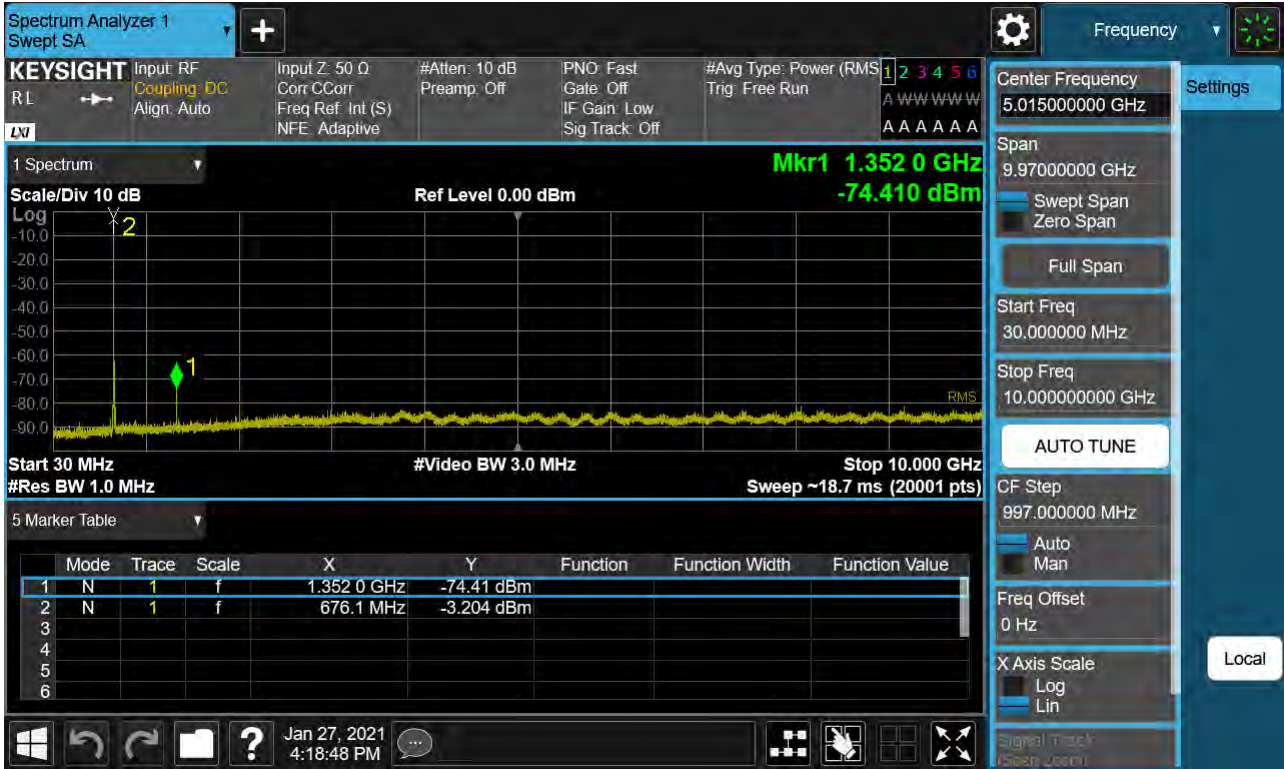 Spectrum Analyzer 1
Swept SA
+
Frequency
KEYSIGHT
RL
LXI
Input: RF
Coupling: DC
Align: Auto
Input Z: 50 Ω
Corr CCorr
Freq Ref: Int (S)
NFE: Adaptive
#Atten: 10 dB
Preamp: Off
PNO: Fast
Gate: Off
IF Gain: Low
Sig Track: Off
#Avg Type: Power (RMS
Trig: Free Run
1 2 3 4 5 6
A W W W W W
A A A A A A
1 Spectrum
Mkr1 1.352 0 GHz
-74.410 dBm
Scale/Div 10 dB
Ref Level 0.00 dBm
Log
-10.0
-20.0
-30.0
-40.0
-50.0
-60.0
-70.0
-80.0
-90.0
2
1
RMS
Start 30 MHz
#Video BW 3.0 MHz
Stop 10.000 GHz
#Res BW 1.0 MHz
Sweep ~18.7 ms (20001 pts)
5 Marker Table
Mode Trace Scale X Y Function Function Width Function Value
1 N 1 f 1.352 0 GHz -74.41 dBm
2 N 1 f 676.1 MHz -3.204 dBm
3
4
5
6
Jan 27, 2021
4:18:48 PM
?
Center Frequency
5.015000000 GHz
Span
9.97000000 GHz
Swept Span
Zero Span
Full Span
Start Freq
30.000000 MHz
Stop Freq
10.000000000 GHz
AUTO TUNE
CF Step
997.000000 MHz
Auto
Man
Freq Offset
0 Hz
X Axis Scale
Log
Lin
Signal Track
(Span Zoom)
Settings
Local